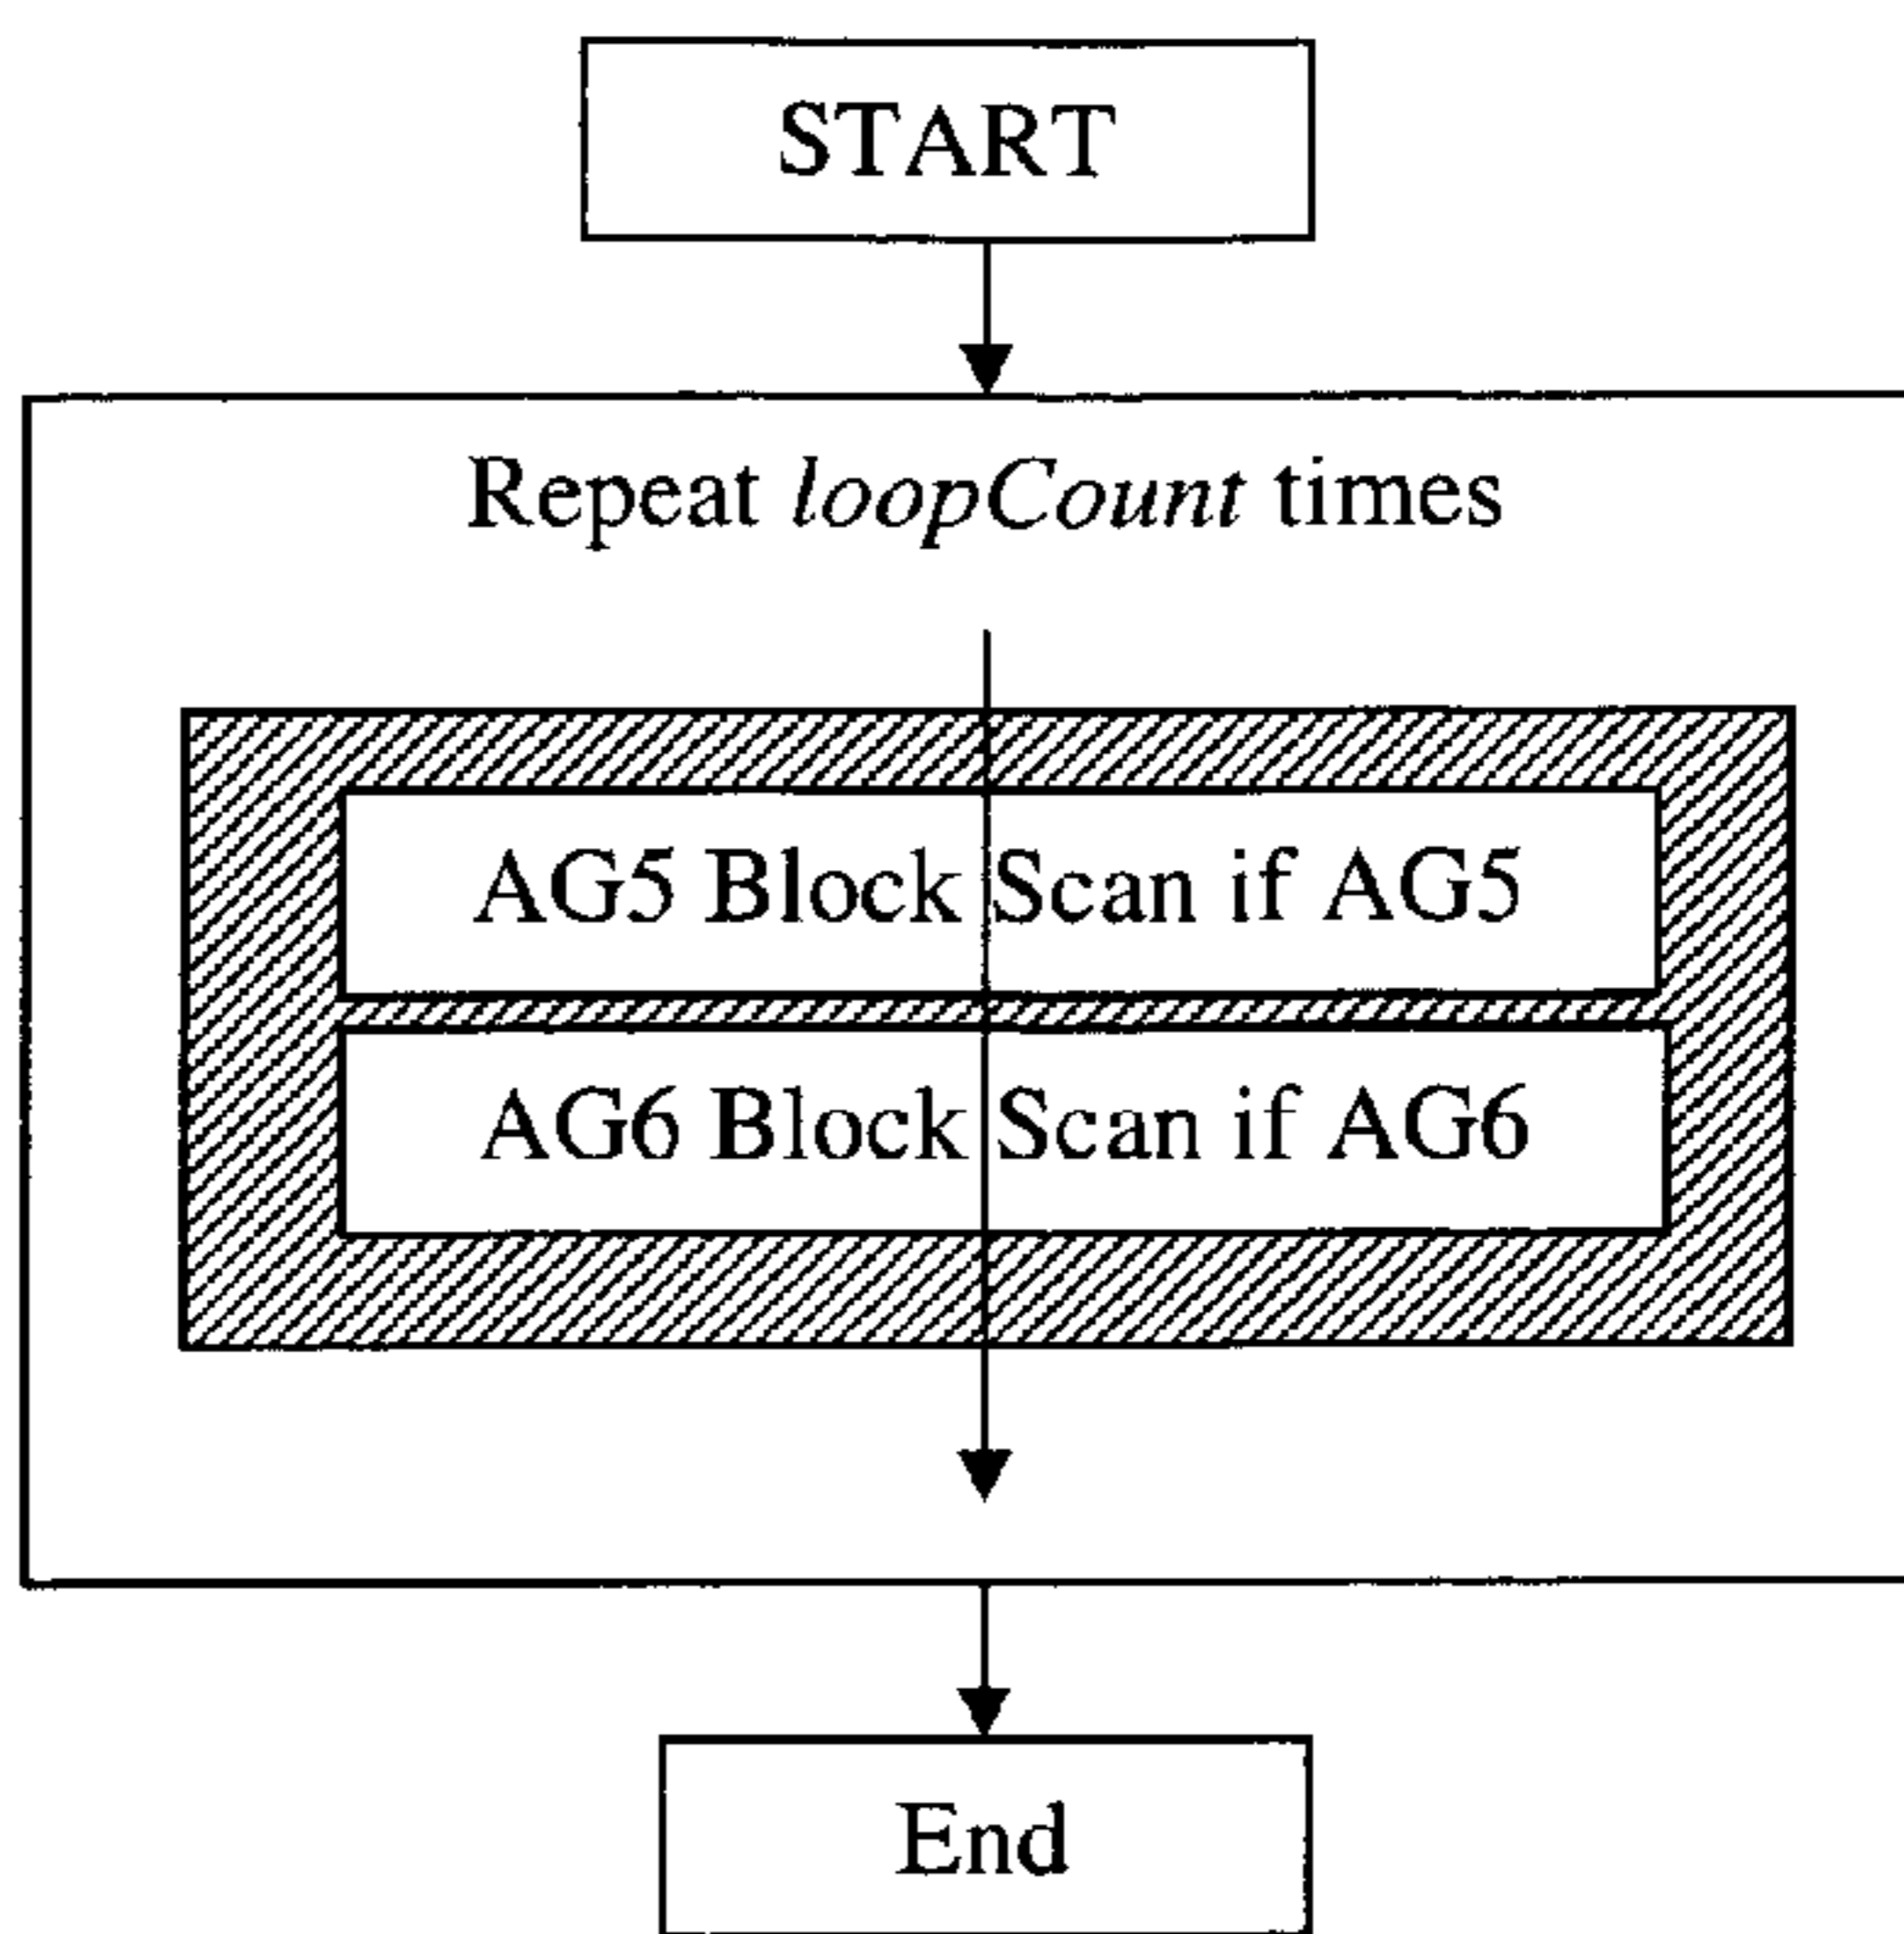 START
Repeat loopCount times
AG5 Block Scan if AG5
AG6 Block Scan if AG6
End